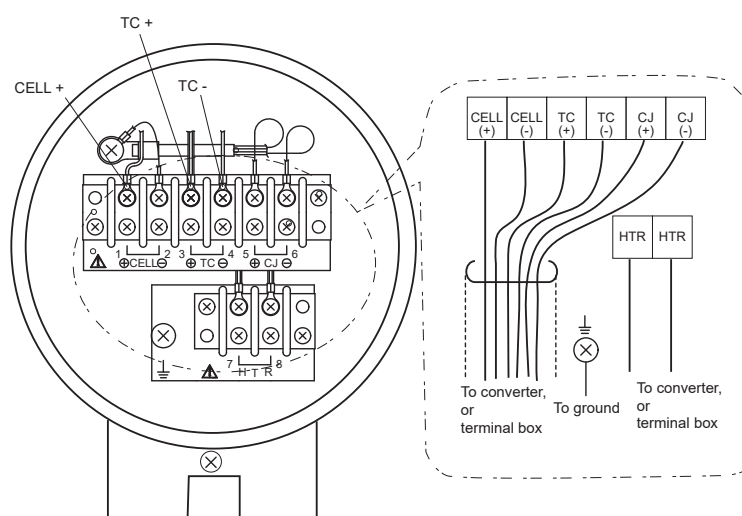 TC +
CELL +
TC -
1 2 3 4 5 6
⊕CELL⊖ ⊕ TC ⊖ ⊕ CJ ⊖
7 8
H T R
CELL (+)
CELL (-)
TC (+)
TC (-)
CJ (+)
CJ (-)
HTR HTR
To converter,
or
terminal box
To ground
To converter,
or
terminal box